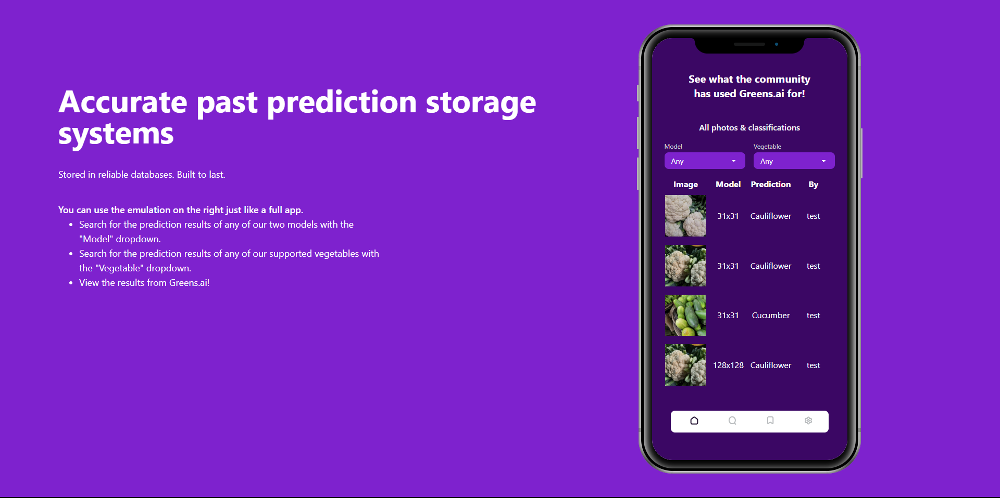 Accurate past prediction storage
systems
Stored in reliable databases. Built to last.
You can use the emulation on the right just like a full app.
• Search for the prediction results of any of our two models with the
"Model" dropdown.
• Search for the prediction results of any of our supported vegetables with
the "Vegetable" dropdown.
• View the results from Greens.ai!
See what the community
has used Greens.ai for!
All photos & classifications
Model Vegetable
Any Any
Image Model Prediction By
31x31 Cauliflower test
31x31 Cauliflower test
31x31 Cucumber test
128x128 Cauliflower test